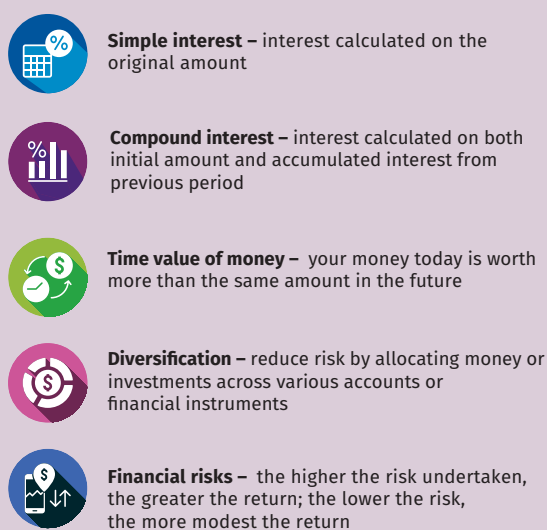 Simple interest – interest calculated on the
original amount
Compound interest – interest calculated on both
initial amount and accumulated interest from
previous period
Time value of money – your money today is worth
more than the same amount in the future
Diversification – reduce risk by allocating money or
investments across various accounts or
financial instruments
Financial risks – the higher the risk undertaken,
the greater the return; the lower the risk,
the more modest the return